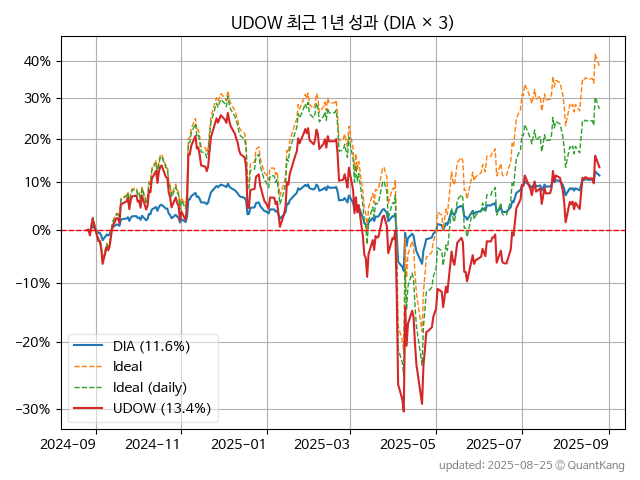 UDOW 최근 1년 성과 (DIA × 3)
40%
30%
20%
10%
0%
−10%
−20%
−30%
DIA (11.6%)
Ideal
Ideal (daily)
UDOW (13.4%)
2024-09 2024-11 2025-01 2025-03 2025-05 2025-07 2025-09
updated: 2025-08-25 ⓒ QuantKang